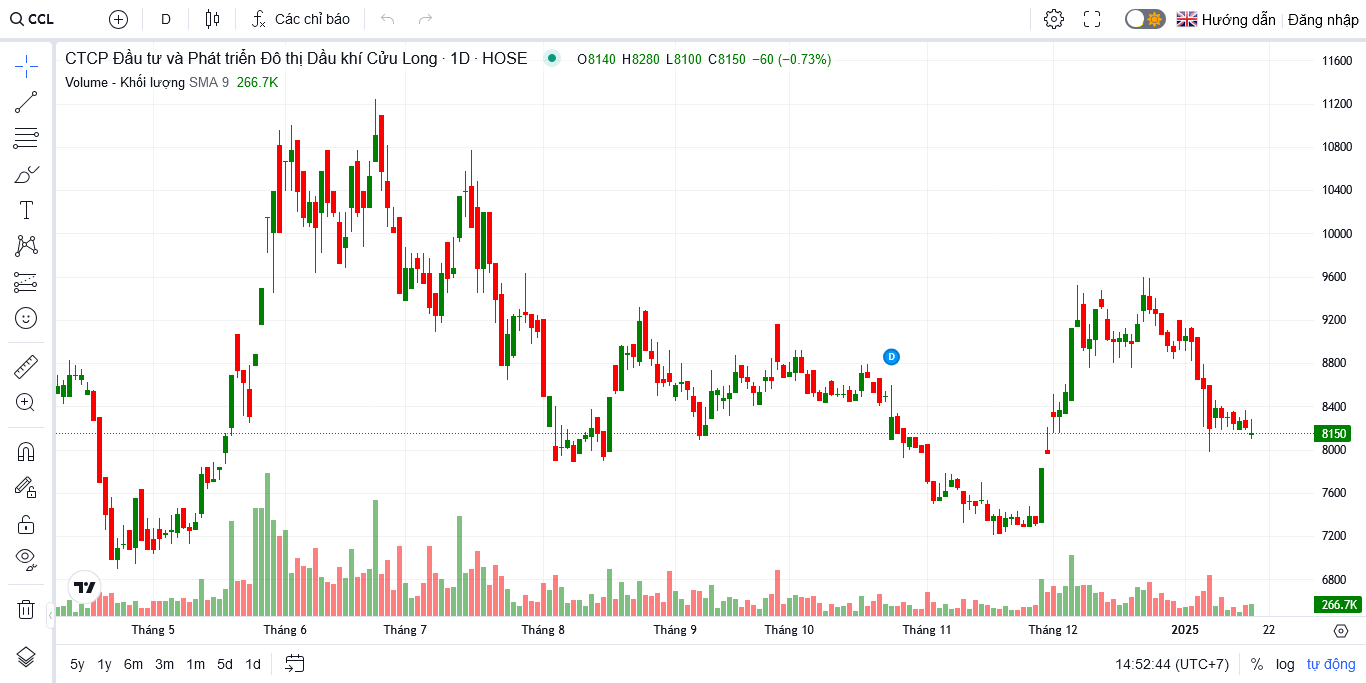 CCL D Các chỉ báo Hướng dẫn Đăng nhập
CTCP Đầu tư và Phát triển Đô thị Dầu khí Cửu Long · 1D · HOSE O8140 H8280 L8100 C8150 −60 (−0.73%)
Volume - Khối lượng SMA 9 266.7K
11600
11200
10800
10400
10000
9600
9200
8800
D
8400
8150
8000
7600
7200
6800
266.7K
Tháng 5 Tháng 6 Tháng 7 Tháng 8 Tháng 9 Tháng 10 Tháng 11 Tháng 12 2025 22
5y 1y 6m 3m 1m 5d 1d 14:52:44 (UTC+7) % log tự động